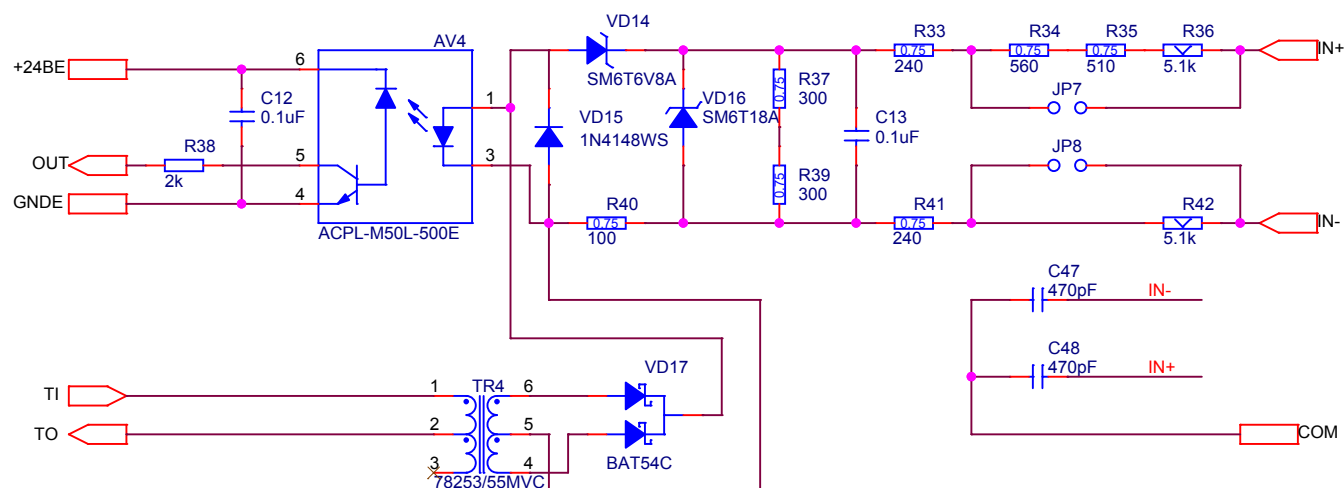 VD14
AV4
R33
R34
R35
R36
0.75
0.75
0.75
IN+
240
560
510
5.1k
+24BE
6
SM6T6V8A
R37
0.75
300
JP7
C12
0.1uF
1
VD15
1N4148WS
VD16
SM6T18A
C13
0.1uF
OUT
R38
2k
5
3
JP8
R39
0.75
300
GNDE
4
R40
0.75
100
R41
0.75
240
R42
5.1k
IN-
ACPL-M50L-500E
C47
470pF
IN-
C48
470pF
IN+
VD17
TI
1
TR4
6
TO
2
5
COM
3
4
BAT54C
78253/55MVC